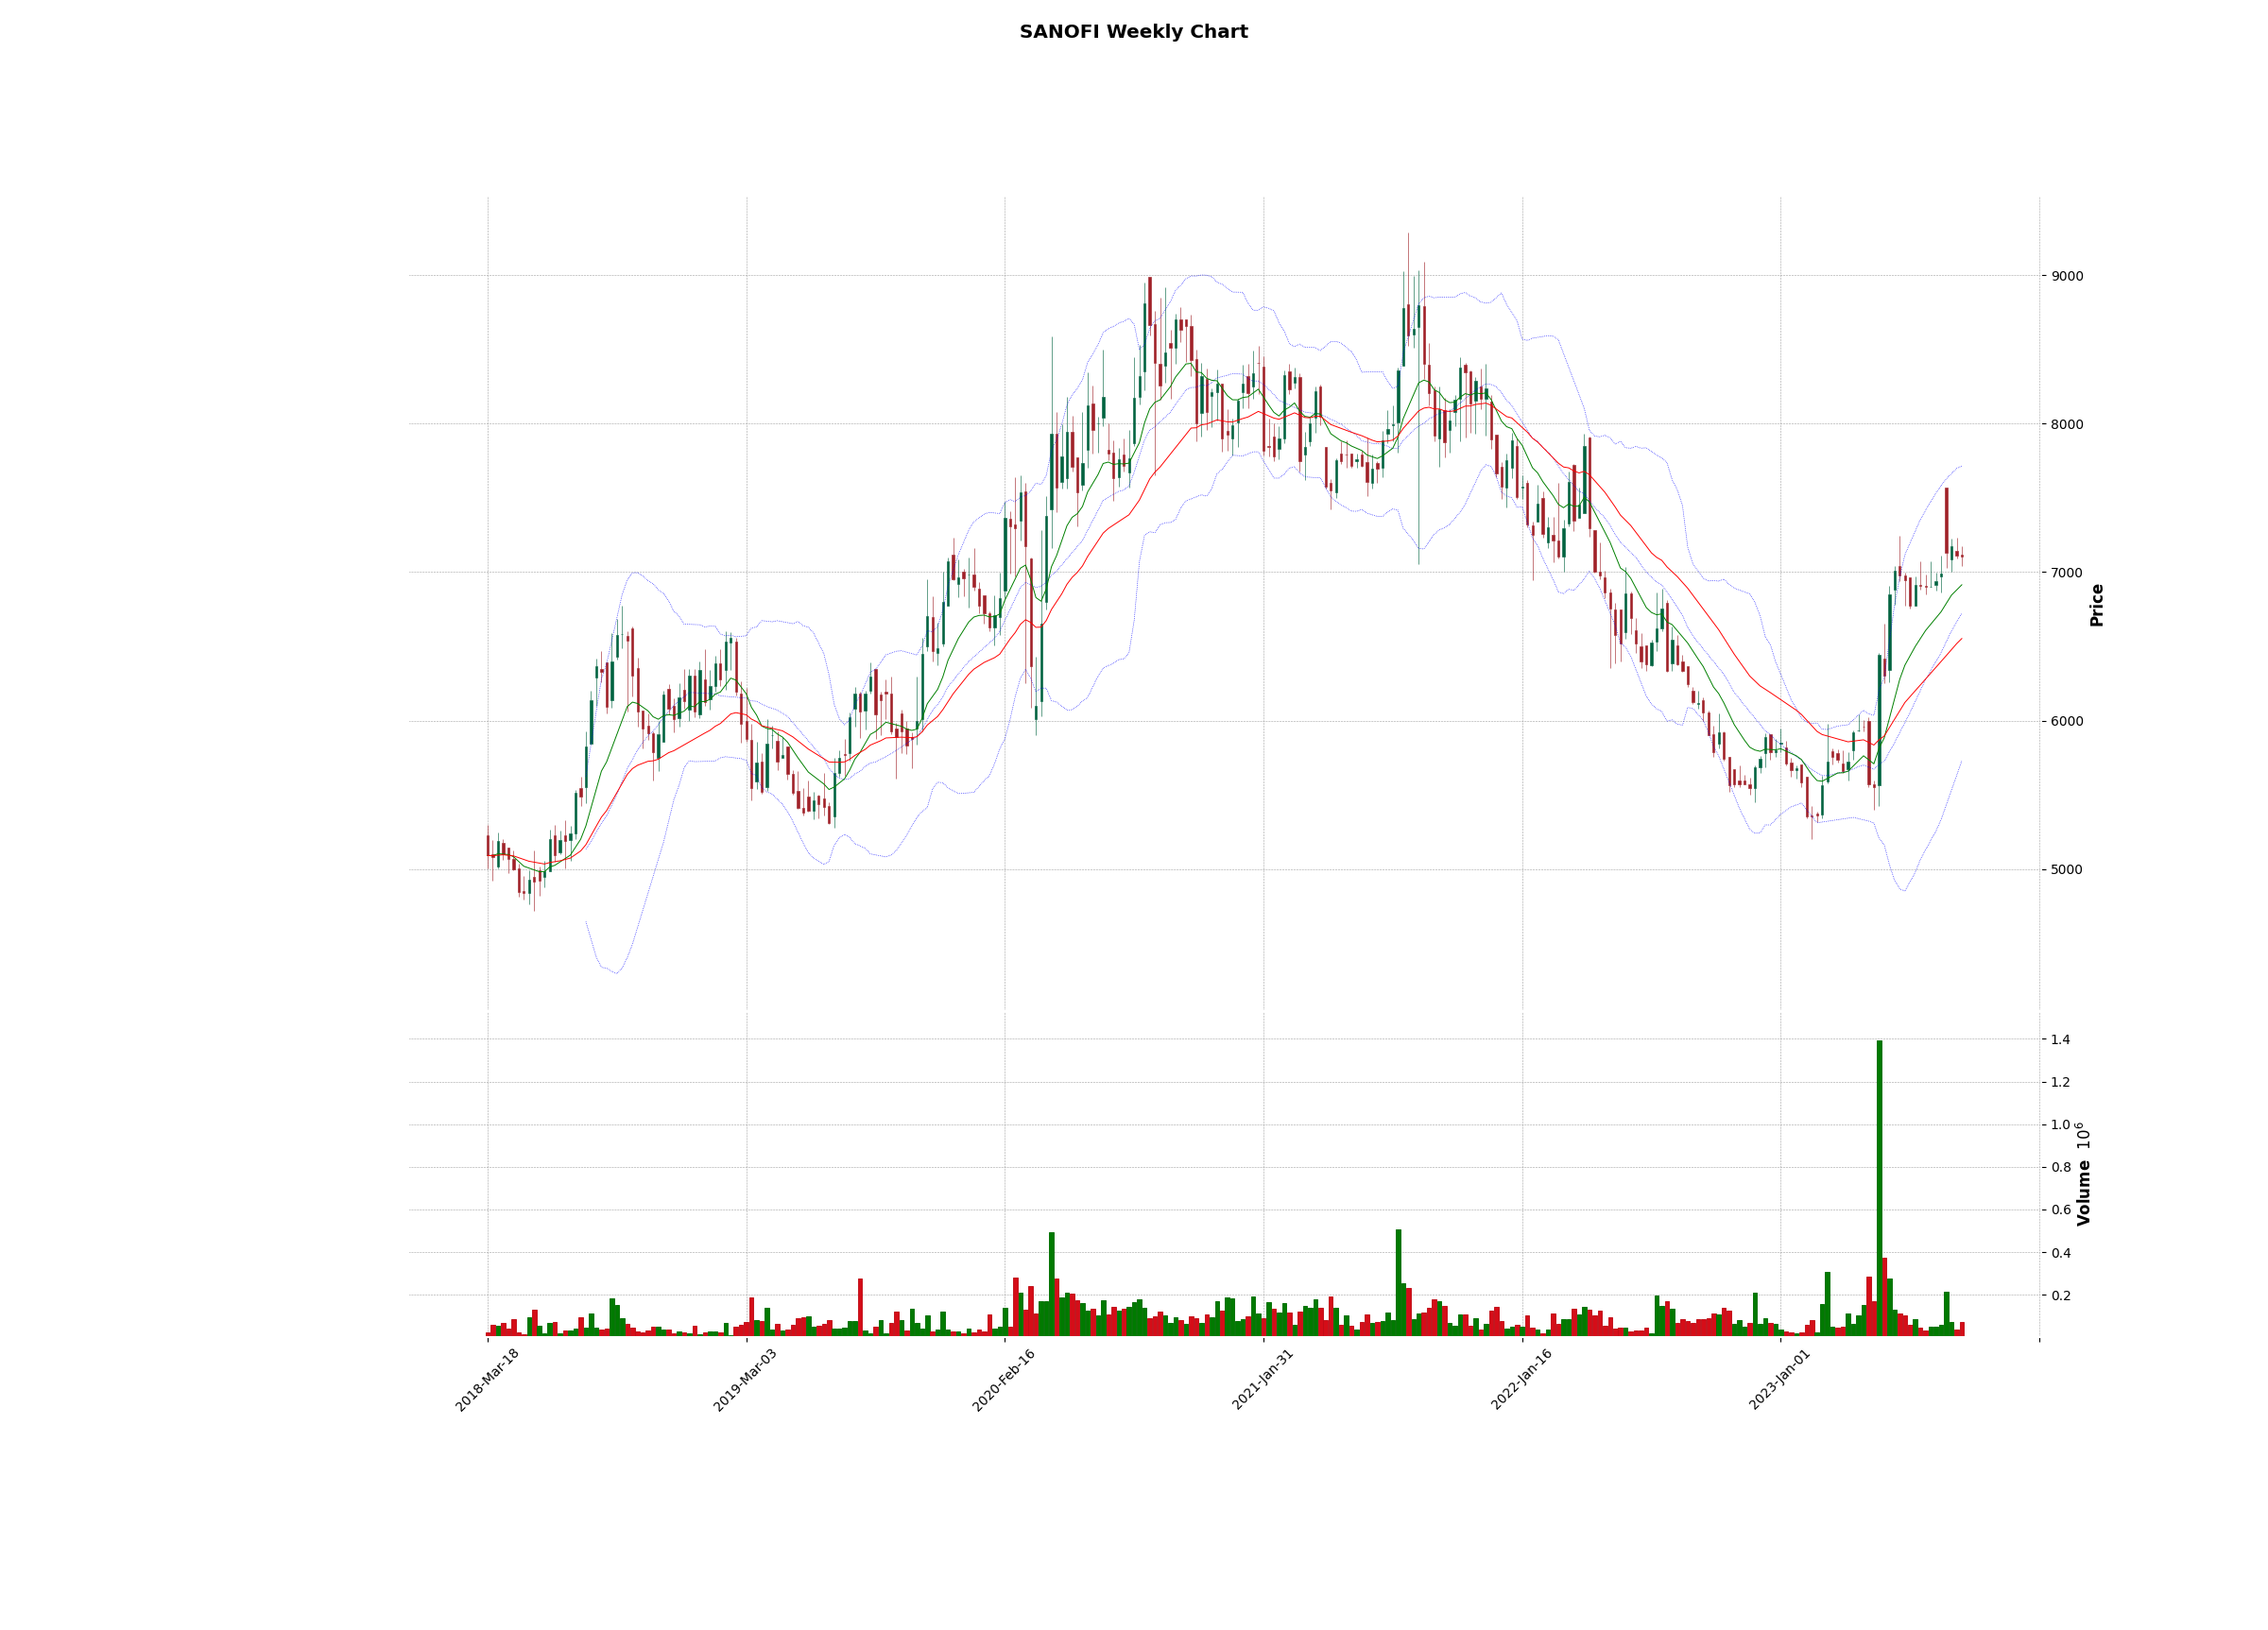 SANOFI Weekly Chart
9000
8000
7000
6000
5000
Price
1.4
1.2
1.0
0.8
0.6
0.4
0.2
Volume 10^6
2018-Mar-18
2019-Mar-03
2020-Feb-16
2021-Jan-31
2022-Jan-16
2023-Jan-01